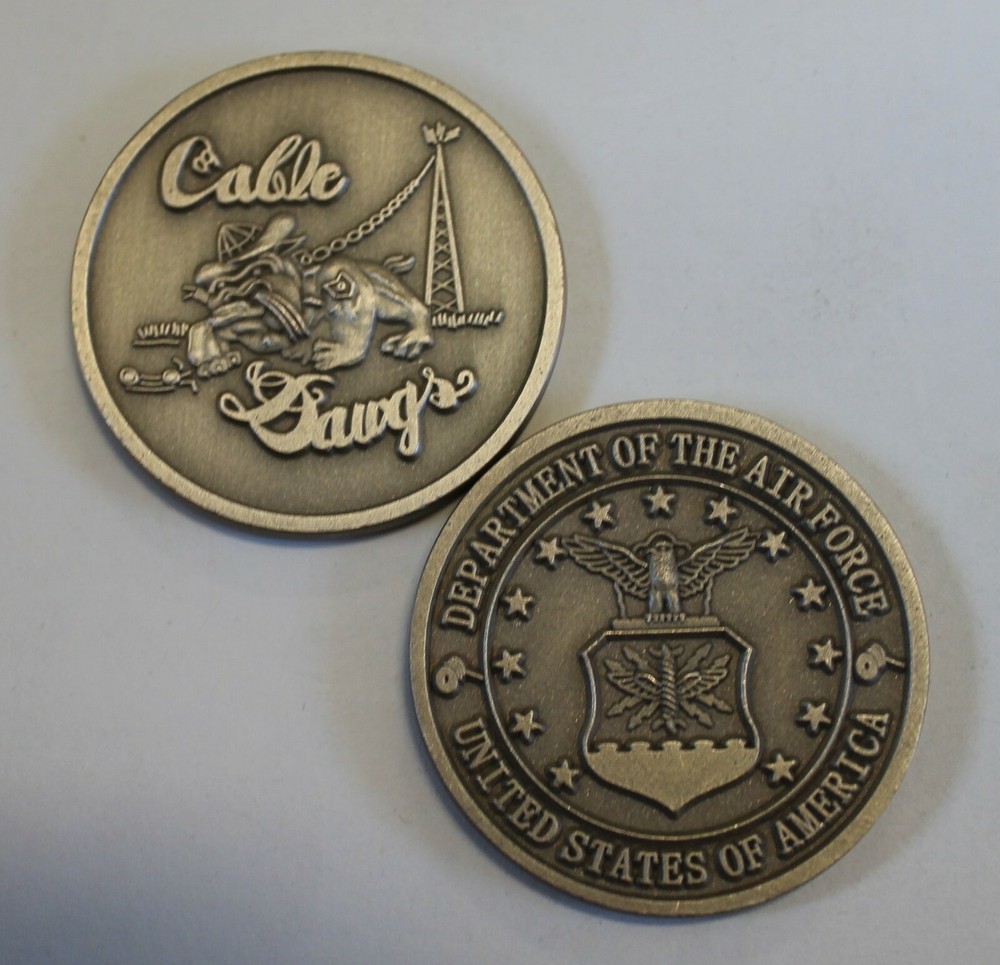 Cable
Dawgs
DEPARTMENT OF THE AIR FORCE
UNITED STATES OF AMERICA